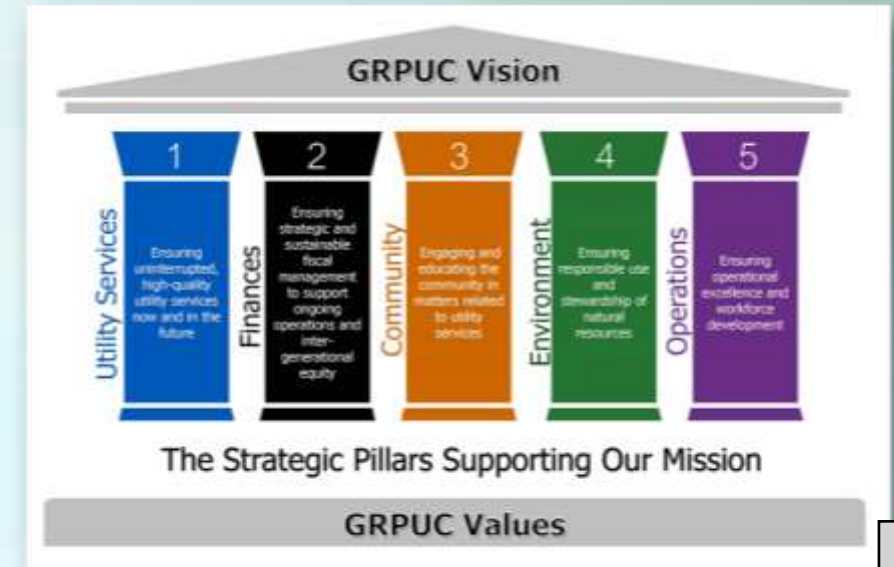 GRPUC Vision
1
Utility Services
Ensuring
uninterrupted,
high-quality
utility services
now and in the
future
2
Finances
Ensuring
strategic and
sustainable
fiscal
management
to support
ongoing
operations and
inter-
generational
equity
3
Community
Engaging and
educating the
community in
matters related
to utility
services
4
Environment
Ensuring
responsible use
and
stewardship of
natural
resources
5
Operations
Ensuring
operational
excellence and
workforce
development
The Strategic Pillars Supporting Our Mission
GRPUC Values